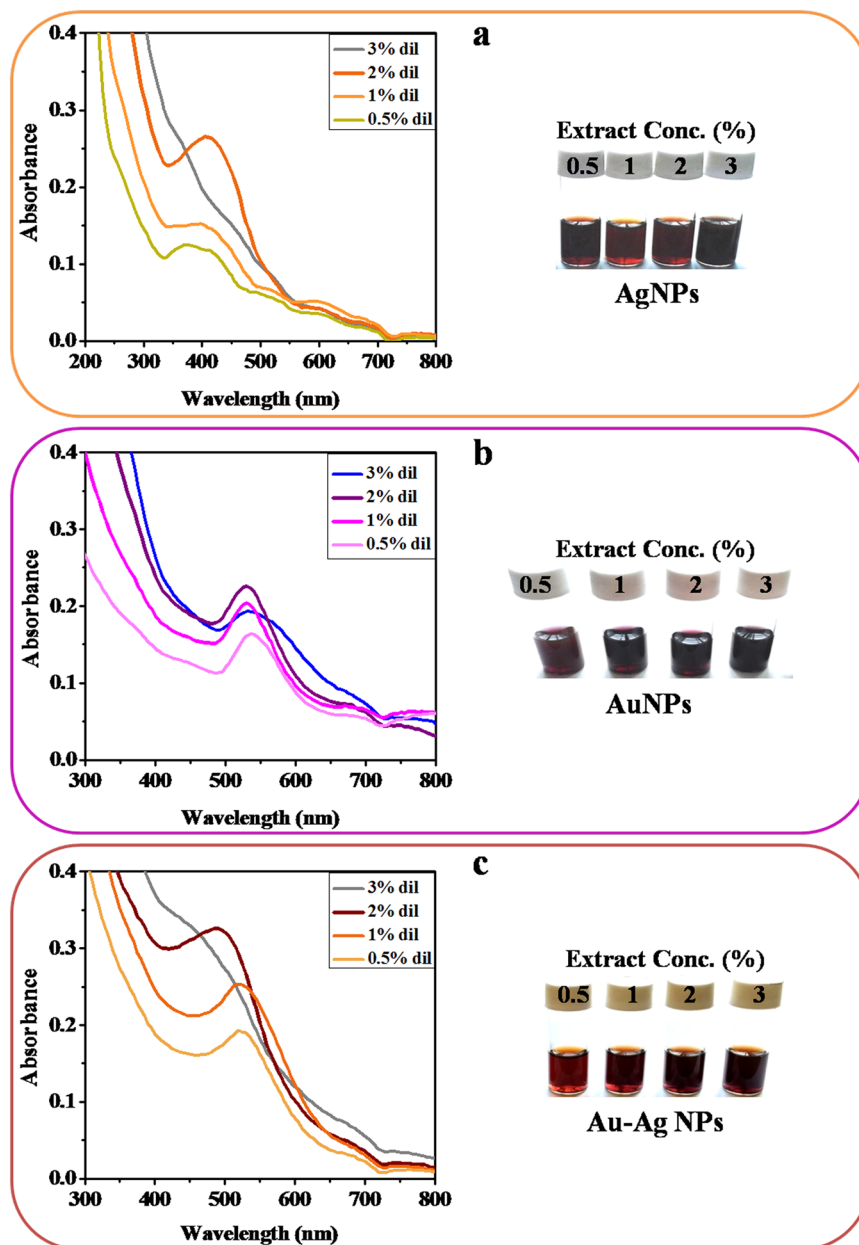 a
0.4
0.3
0.2
0.1
0.0
Absorbance
3% dil
2% dil
1% dil
0.5% dil
200 300 400 500 600 700 800
Wavelength (nm)
Extract Conc. (%)
0.5 1 2 3
AgNPs
b
0.4
0.3
0.2
0.1
0.0
Absorbance
3% dil
2% dil
1% dil
0.5% dil
300 400 500 600 700 800
Wavelength (nm)
Extract Conc. (%)
0.5 1 2 3
AuNPs
c
0.4
0.3
0.2
0.1
0.0
Absorbance
3% dil
2% dil
1% dil
0.5% dil
300 400 500 600 700 800
Wavelength (nm)
Extract Conc. (%)
0.5 1 2 3
Au-Ag NPs